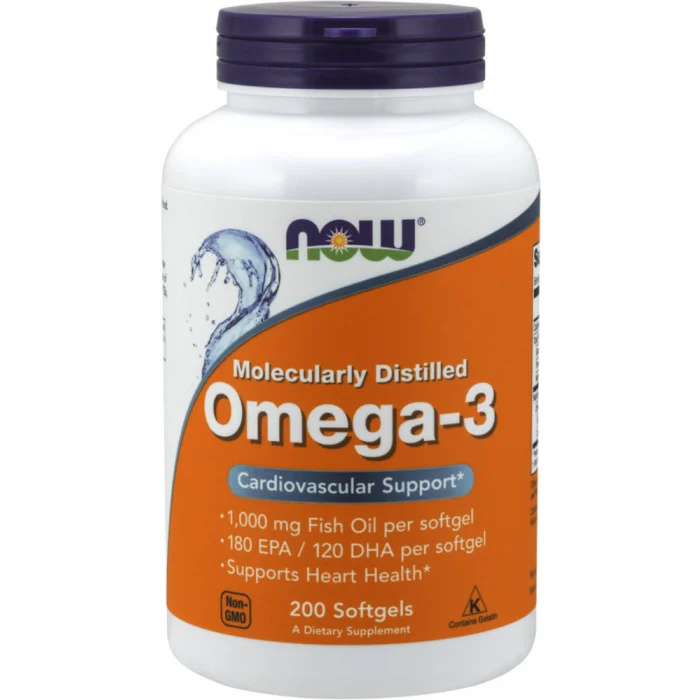 NOW®
Molecularly Distilled
Omega-3
Cardiovascular Support*
• 1,000 mg Fish Oil per softgel
• 180 EPA / 120 DHA per softgel
• Supports Heart Health*
Non-
GMO
200 Softgels
A Dietary Supplement
K
Contains Gelatin